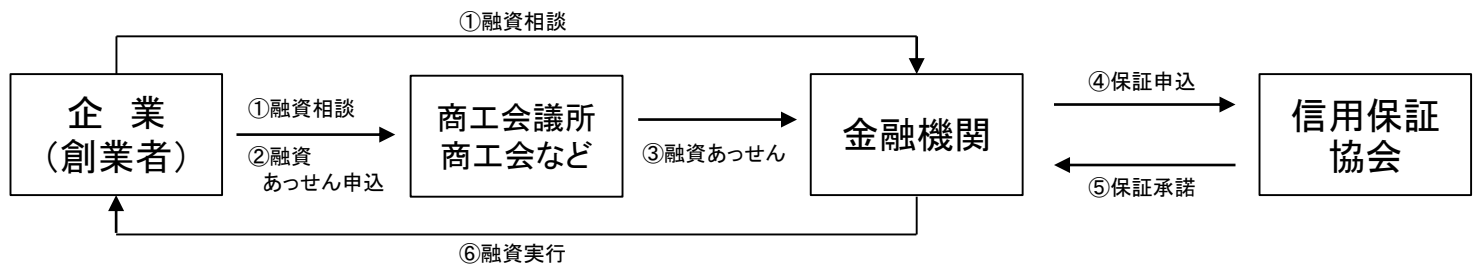 ①融資相談
企 業
（創業者）
①融資相談
②融資
あっせん申込
商工会議所
商工会など
③融資あっせん
金融機関
④保証申込
⑤保証承諾
信用保証
協会
⑥融資実行